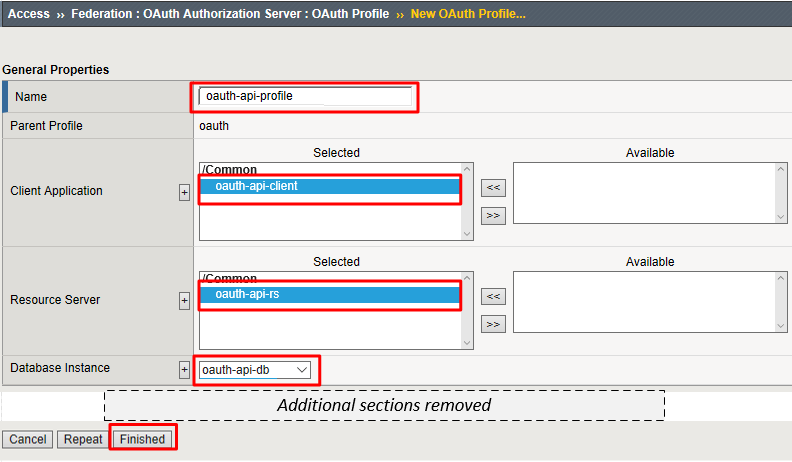 Access ›› Federation : OAuth Authorization Server : OAuth Profile ›› New OAuth Profile...
General Properties
Name oauth-api-profile
Parent Profile oauth
Selected Available
/Common
Client Application + oauth-api-client <<
>>
Selected Available
/Common
Resource Server + oauth-api-rs <<
>>
Database Instance + oauth-api-db
Additional sections removed
Cancel Repeat Finished